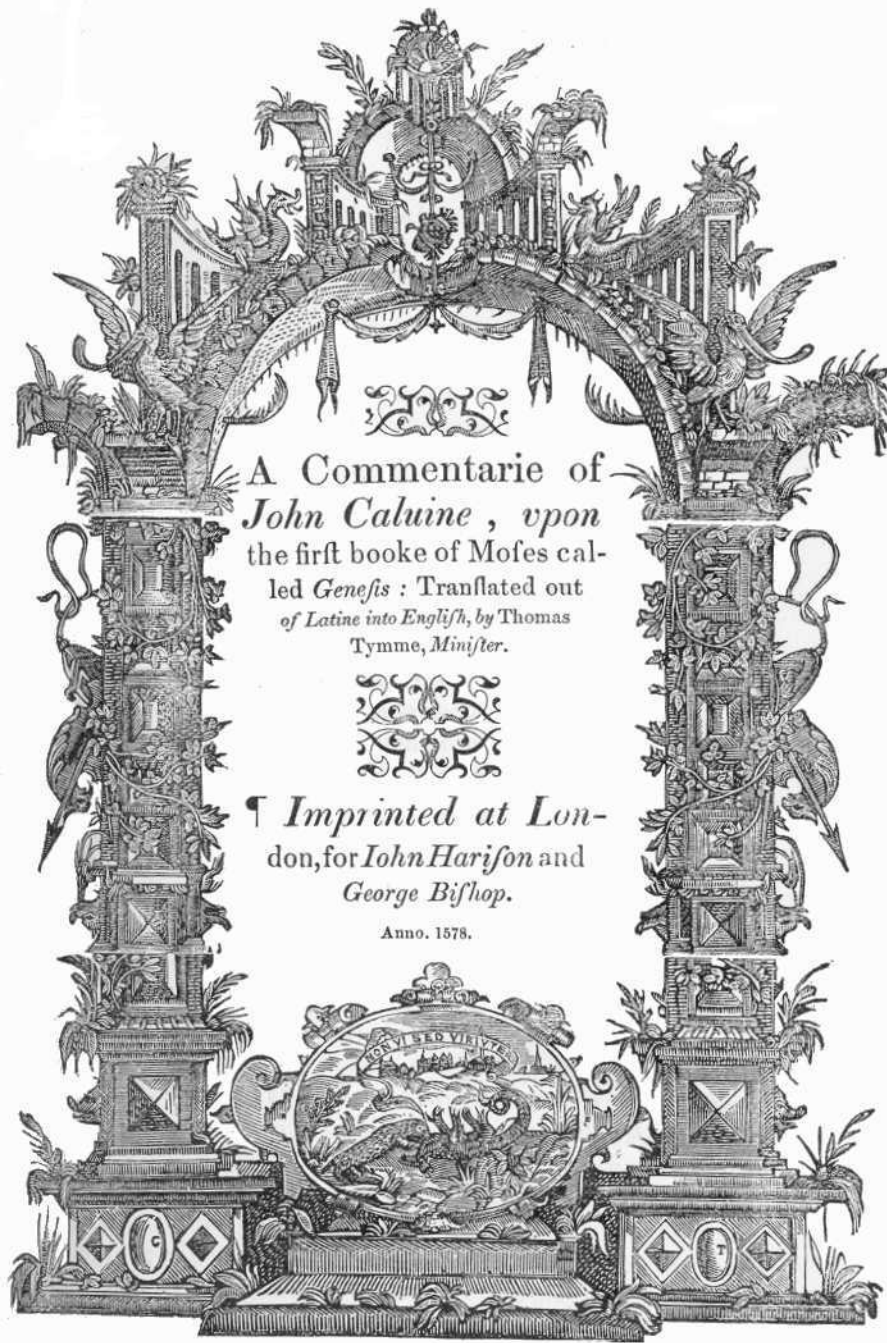 A Commentarie of
John Caluine , vpon
the firſt booke of Moſes cal-
led Geneſis : Tranſlated out
of Latine into Engliſh, by Thomas
Tymme, Miniſter.
¶ Imprinted at Lon-
don, for Iohn Hariſon and
George Biſhop.
Anno. 1578.
NON VI SED VIRTVTE
G T